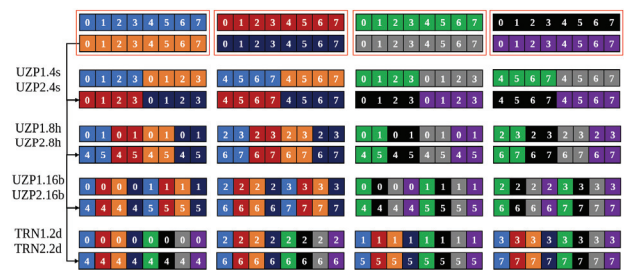 0 1 2 3 4 5 6 7 0 1 2 3 4 5 6 7 0 1 2 3 4 5 6 7 0 1 2 3 4 5 6 7
0 1 2 3 4 5 6 7 0 1 2 3 4 5 6 7 0 1 2 3 4 5 6 7 0 1 2 3 4 5 6 7
UZP1.4s 0 1 2 3 0 1 2 3 4 5 6 7 4 5 6 7 0 1 2 3 0 1 2 3 4 5 6 7 4 5 6 7
UZP2.4s 0 1 2 3 0 1 2 3 4 5 6 7 4 5 6 7 0 1 2 3 0 1 2 3 4 5 6 7 4 5 6 7
UZP1.8h 0 1 0 1 0 1 0 1 2 3 2 3 2 3 2 3 0 1 0 1 0 1 0 1 2 3 2 3 2 3 2 3
UZP2.8h 4 5 4 5 4 5 4 5 6 7 6 7 6 7 6 7 4 5 4 5 4 5 4 5 6 7 6 7 6 7 6 7
UZP1.16b 0 0 0 0 1 1 1 1 2 2 2 2 3 3 3 3 0 0 0 0 1 1 1 1 2 2 2 2 3 3 3 3
UZP2.16b 4 4 4 4 5 5 5 5 6 6 6 6 7 7 7 7 4 4 4 4 5 5 5 5 6 6 6 6 7 7 7 7
TRN1.2d 0 0 0 0 0 0 0 0 2 2 2 2 2 2 2 2 1 1 1 1 1 1 1 1 3 3 3 3 3 3 3 3
TRN2.2d 4 4 4 4 4 4 4 4 6 6 6 6 6 6 6 6 5 5 5 5 5 5 5 5 7 7 7 7 7 7 7 7